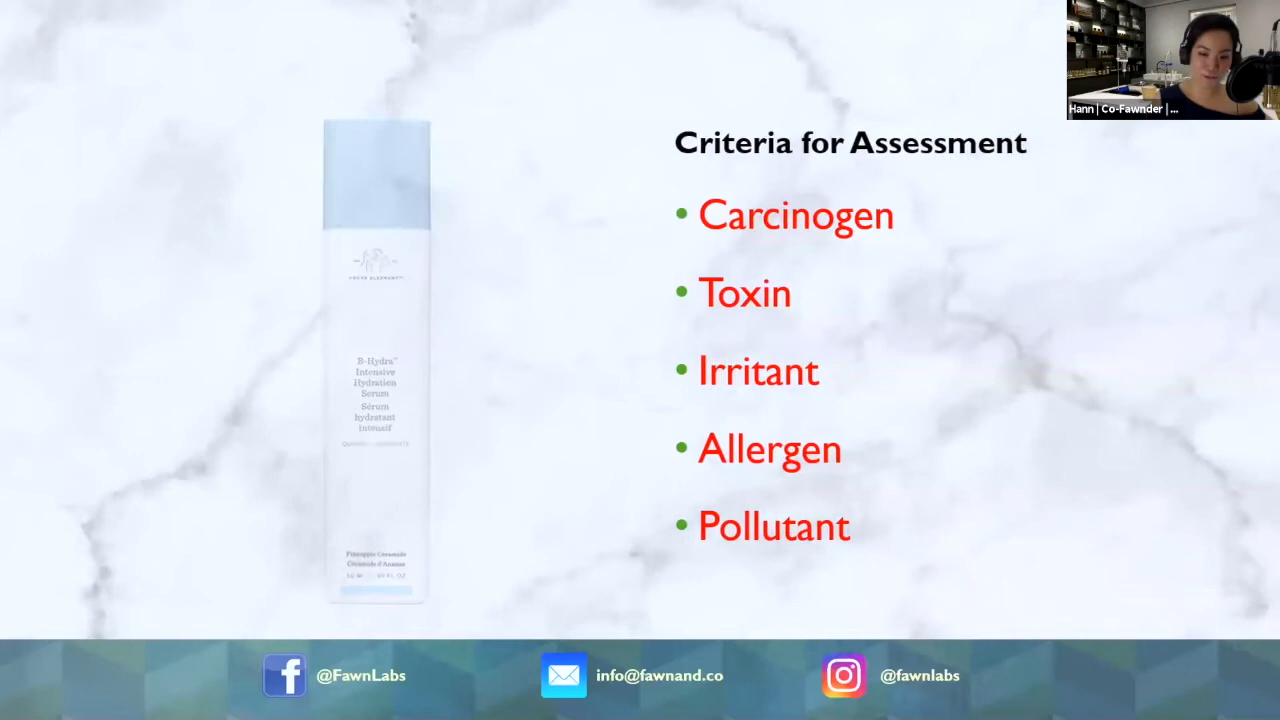 Hann | Co-Fawnder | ...
Criteria for Assessment
• Carcinogen
• Toxin
• Irritant
• Allergen
• Pollutant
B-Hydra™
Intensive
Hydration
Serum
Sérum
hydratant
intensif
Pineapple Ceramide
Céramide d'Ananas
@FawnLabs
info@fawnand.co
@fawnlabs